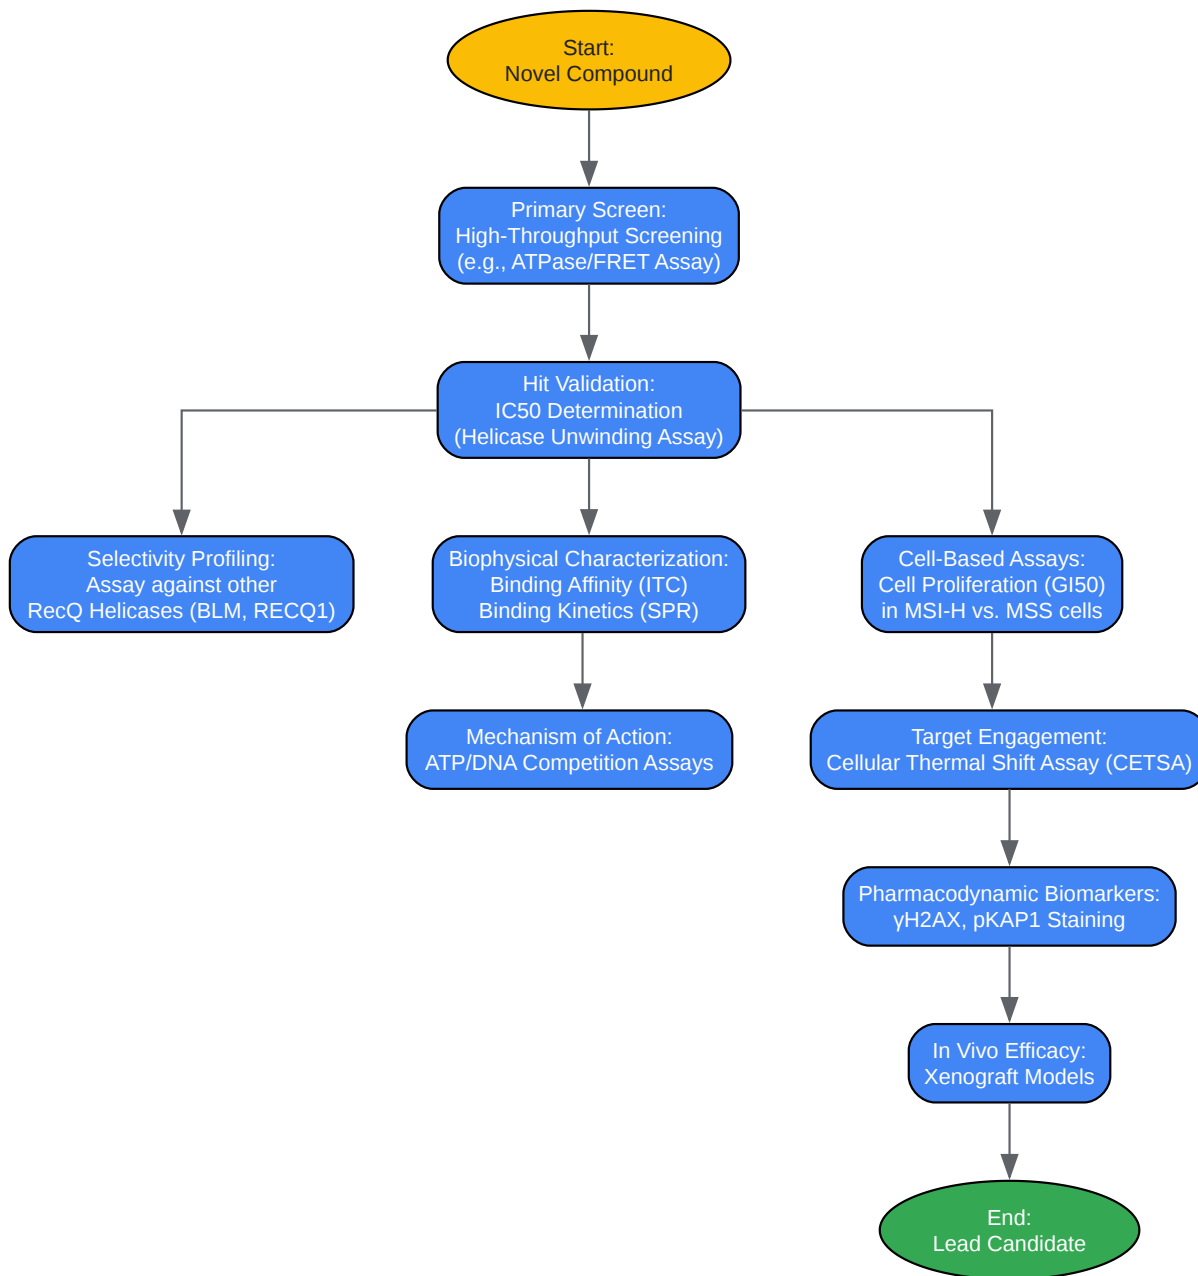 Start:
Novel Compound
Primary Screen:
High-Throughput Screening
(e.g., ATPase/FRET Assay)
Hit Validation:
IC50 Determination
(Helicase Unwinding Assay)
Selectivity Profiling:
Assay against other
RecQ Helicases (BLM, RECQ1)
Biophysical Characterization:
Binding Affinity (ITC)
Binding Kinetics (SPR)
Cell-Based Assays:
Cell Proliferation (GI50)
in MSI-H vs. MSS cells
Mechanism of Action:
ATP/DNA Competition Assays
Target Engagement:
Cellular Thermal Shift Assay (CETSA)
Pharmacodynamic Biomarkers:
γH2AX, pKAP1 Staining
In Vivo Efficacy:
Xenograft Models
End:
Lead Candidate